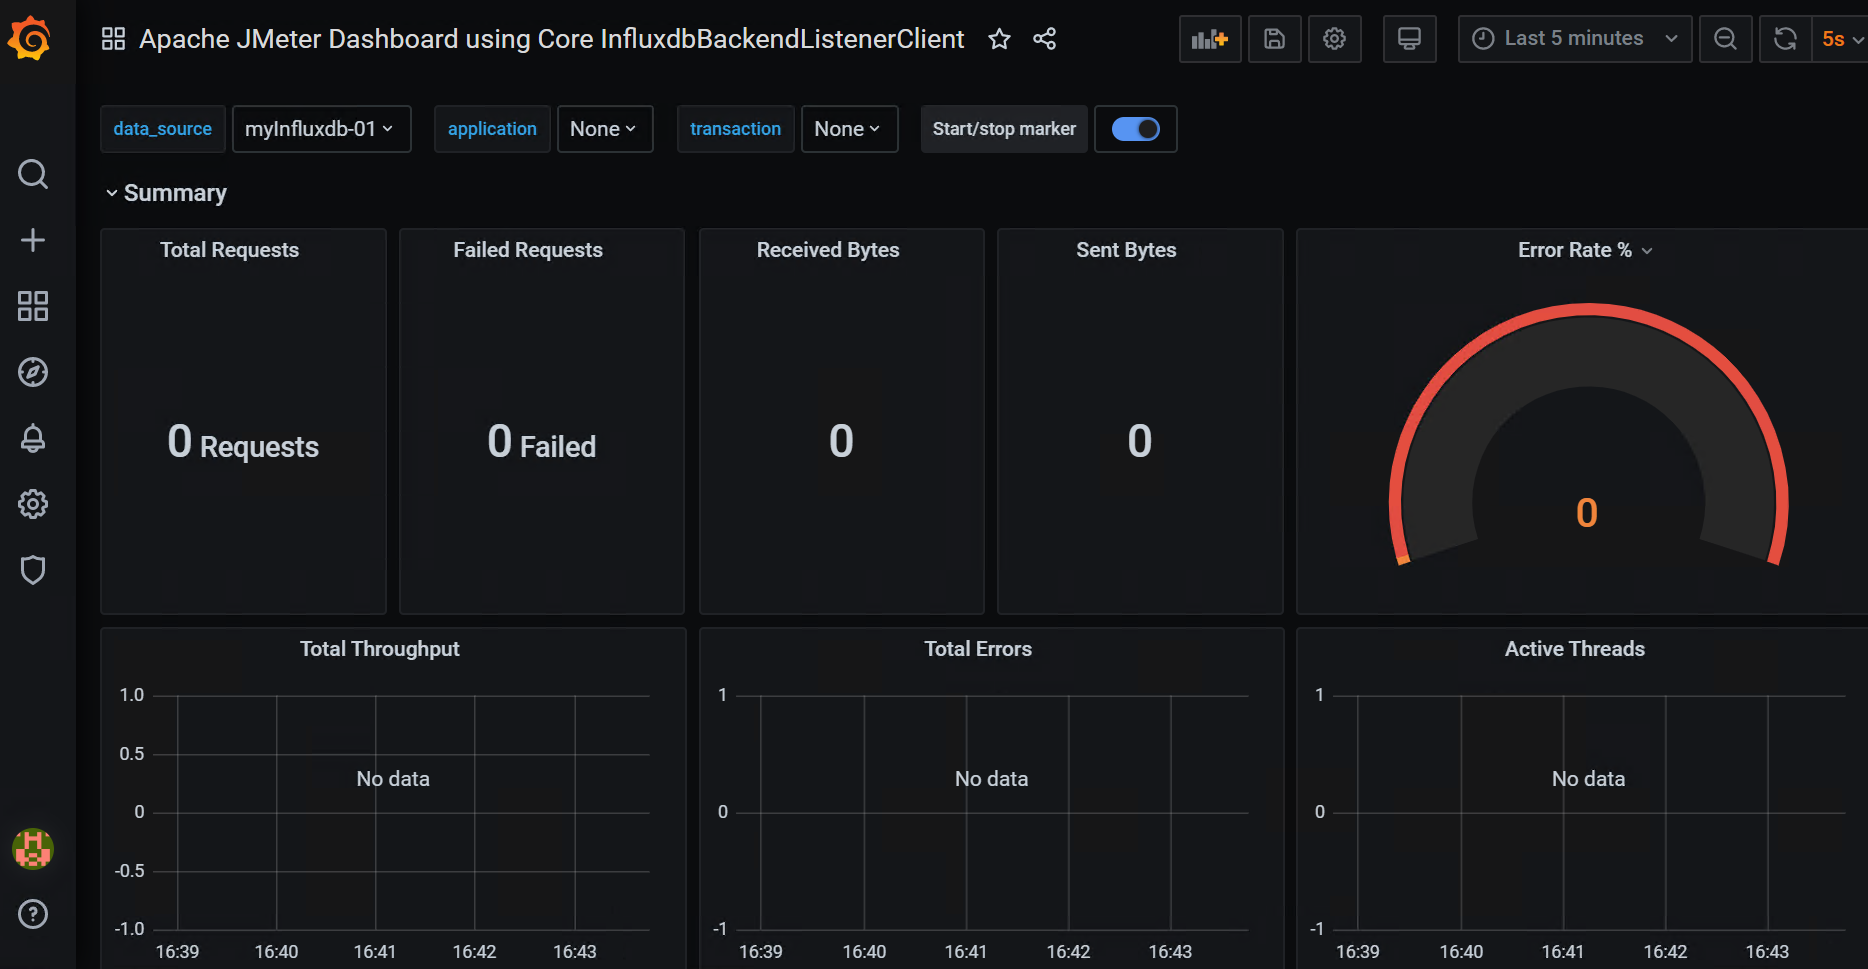 Apache JMeter Dashboard using Core InfluxdbBackendListenerClient
Last 5 minutes
5s
data_source
myInfluxdb-01
application
None
transaction
None
Start/stop marker
Summary
Total Requests
0 Requests
Failed Requests
0 Failed
Received Bytes
0
Sent Bytes
0
Error Rate %
0
Total Throughput
1.0
0.5
0
-0.5
-1.0
No data
16:39 16:40 16:41 16:42 16:43
Total Errors
1
0
-1
No data
16:39 16:40 16:41 16:42 16:43
Active Threads
1
0
-1
No data
16:39 16:40 16:41 16:42 16:43
?